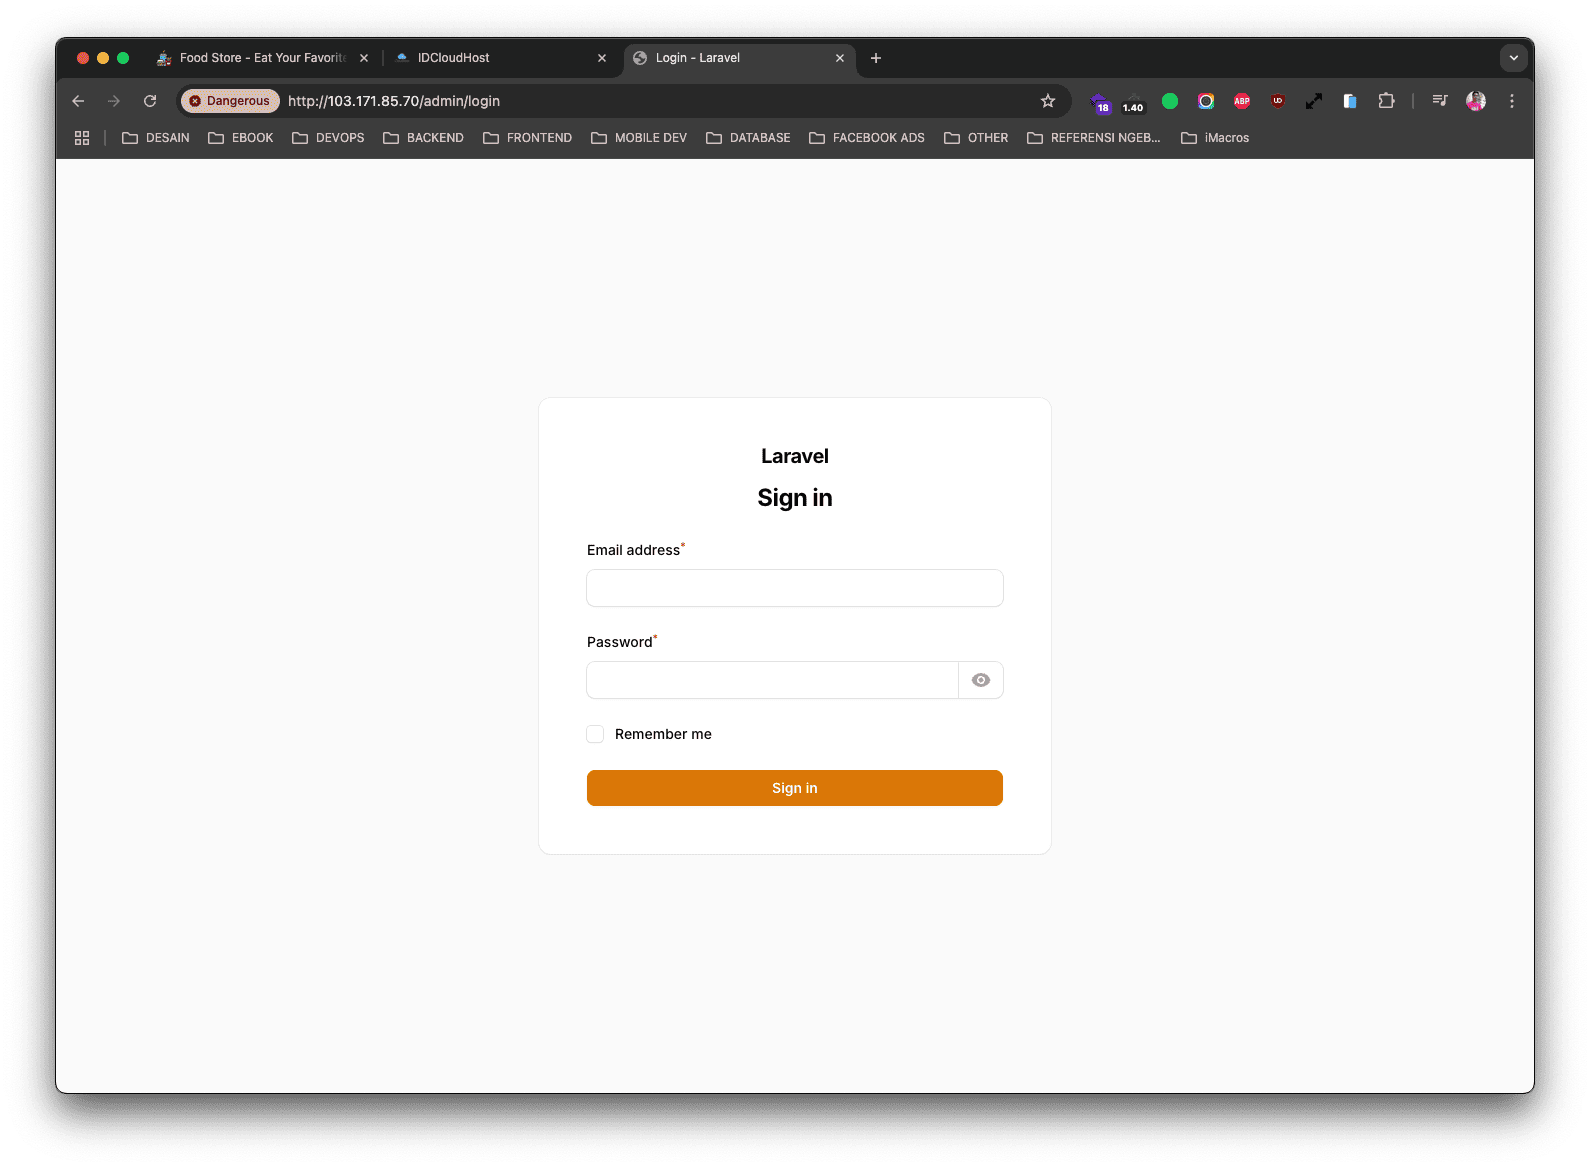 Food Store - Eat Your Favorite
IDCloudHost
Login - Laravel
Dangerous
http://103.171.85.70/admin/login
18
1.40
ABP
UD
DESAIN
EBOOK
DEVOPS
BACKEND
FRONTEND
MOBILE DEV
DATABASE
FACEBOOK ADS
OTHER
REFERENSI NGEB...
iMacros
Laravel
Sign in
Email address*
Password*
Remember me
Sign in